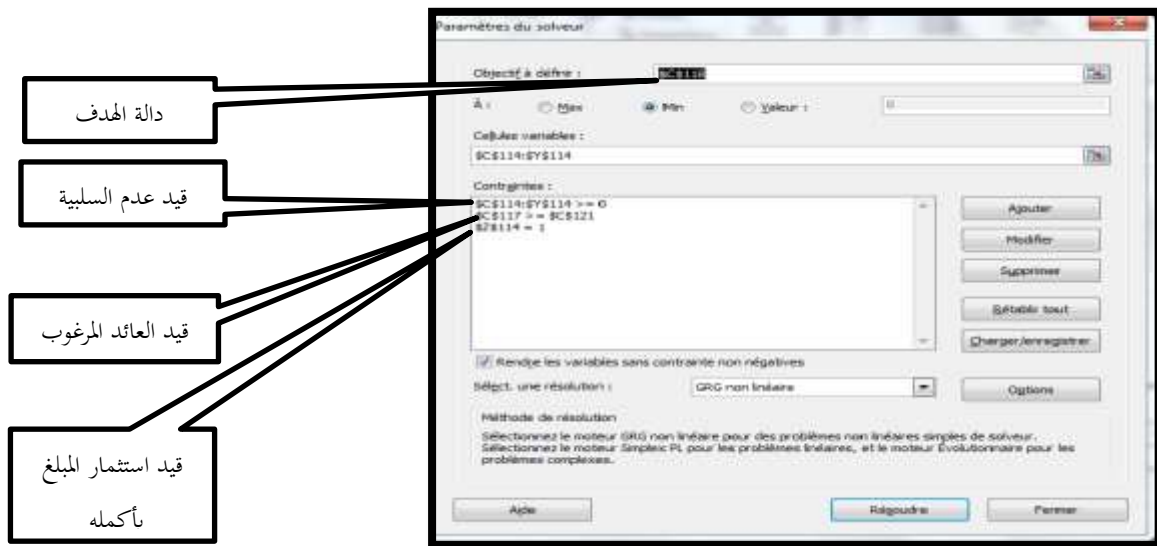 Paramètres du solveur
Objectif à définir :
$C$118
À :
Max
Min
Valeur :
0
Cellules variables :
$C$114:$Y$114
Contraintes :
$C$114:$Y$114 >= 0
$C$117 >= $C$121
$Z$114 = 1
Ajouter
Modifier
Supprimer
Rétablir tout
Charger/enregistrer
Rendre les variables sans contrainte non négatives
Sélect. une résolution :
GRG non linéaire
Options
Méthode de résolution
Sélectionnez le moteur GRG non linéaire pour des problèmes non linéaires simples de solveur.
Sélectionnez le moteur Simplex PL pour les problèmes linéaires, et le moteur Évolutionnaire pour les
problèmes complexes.
Aide
Résoudre
Fermer
دالة الهدف
قيد عدم السلبية
قيد العائد المرغوب
قيد استثمار المبلغ
بأكمله